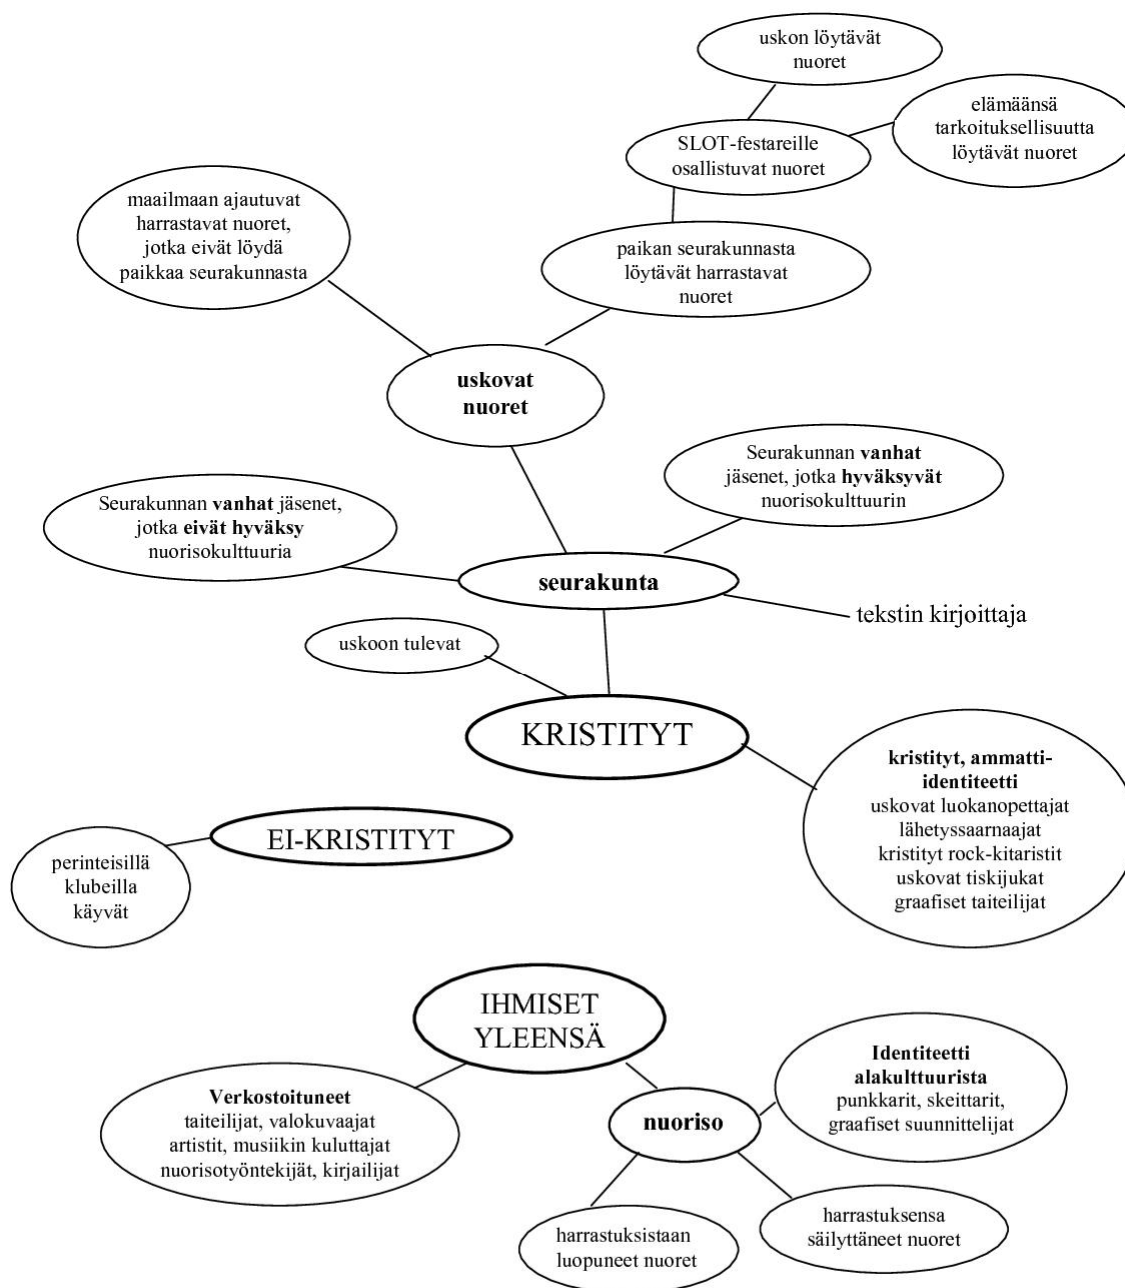 uskon löytävät
nuoret
elämäänsä
tarkoituksellisuutta
löytävät nuoret
SLOT-festareille
osallistuvat nuoret
maailmaan ajautuvat
harrastavat nuoret,
jotka eivät löydä
paikkaa seurakunnasta
paikan seurakunnasta
löytävät harrastavat
nuoret
uskovat
nuoret
Seurakunnan vanhat
jäsenet, jotka hyväksyvät
nuorisokulttuurin
Seurakunnan vanhat jäsenet,
jotka eivät hyväksy
nuorisokulttuuria
seurakunta
tekstin kirjoittaja
uskoon tulevat
KRISTITYT
kristityt, ammatti-
identiteetti
uskovat luokanopettajat
lähetyssaarnaajat
kristityt rock-kitaristit
uskovat tiskijukat
graafiset taiteilijat
EI-KRISTITYT
perinteisillä
klubeilla
käyvät
IHMISET
YLEENSÄ
Identiteetti
alakulttuurista
punkkarit, skeittarit,
graafiset suunnittelijat
Verkostoituneet
taiteilijat, valokuvaajat
artistit, musiikin kuluttajat
nuorisotyöntekijät, kirjailijat
nuoriso
harrastuksensa
säilyttäneet nuoret
harrastuksistaan
luopuneet nuoret